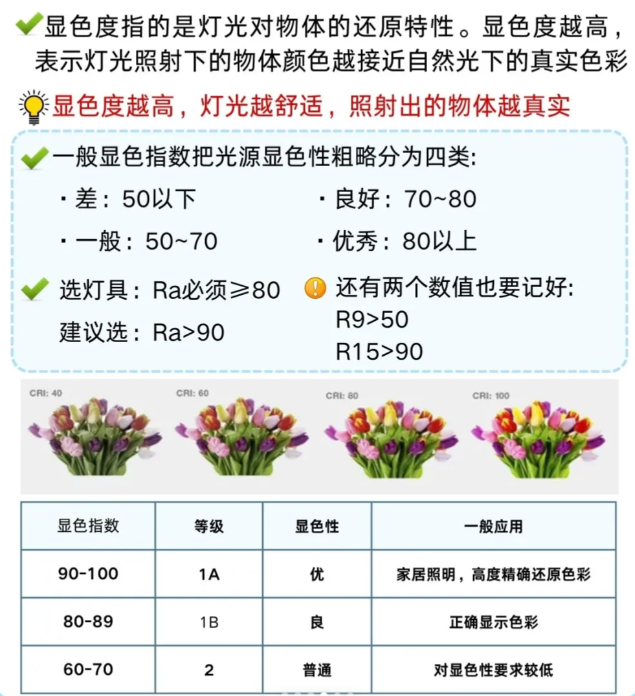 显色度指的是灯光对物体的还原特性。显色度越高，
表示灯光照射下的物体颜色越接近自然光下的真实色彩
显色度越高，灯光越舒适，照射出的物体越真实
一般显色指数把光源显色性粗略分为四类:
·差：50以下
·良好：70~80
·一般：50~70
·优秀：80以上
选灯具：Ra必须≥80
建议选：Ra>90
还有两个数值也要记好:
R9>50
R15>90
CRI: 40
CRI: 60
CRI: 80
CRI: 100
显色指数 等级 显色性 一般应用
90-100 1A 优 家居照明，高度精确还原色彩
80-89 1B 良 正确显示色彩
60-70 2 普通 对显色性要求较低